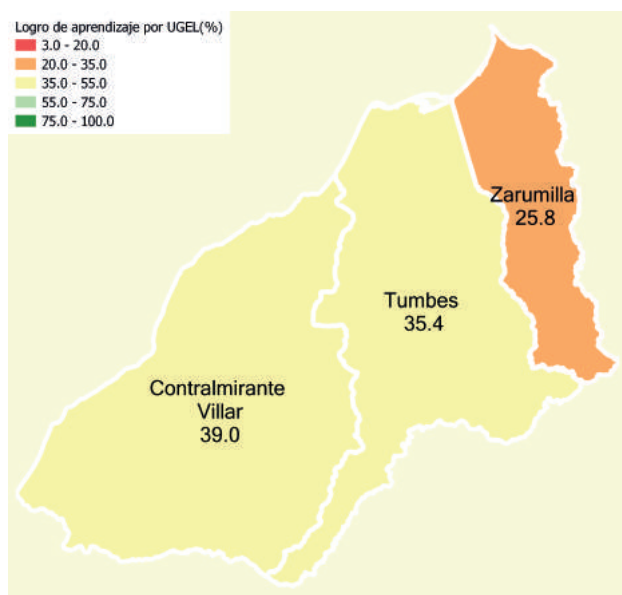 Logro de aprendizaje por UGEL(%)
3.0 - 20.0
20.0 - 35.0
35.0 - 55.0
55.0 - 75.0
75.0 - 100.0
Zarumilla
25.8
Tumbes
35.4
Contralmirante
Villar
39.0